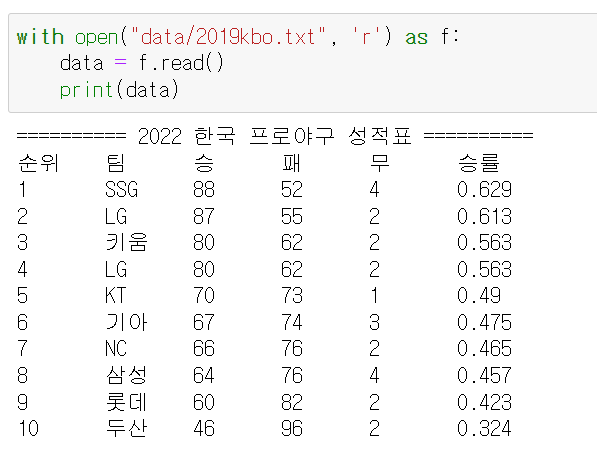 with open("data/2019kbo.txt", 'r') as f:
    data = f.read()
    print(data)
========== 2022 한국 프로야구 성적표 ==========
순위 팀 승 패 무 승률
1 SSG 88 52 4 0.629
2 LG 87 55 2 0.613
3 키움 80 62 2 0.563
4 LG 80 62 2 0.563
5 KT 70 73 1 0.49
6 기아 67 74 3 0.475
7 NC 66 76 2 0.465
8 삼성 64 76 4 0.457
9 롯데 60 82 2 0.423
10 두산 46 96 2 0.324